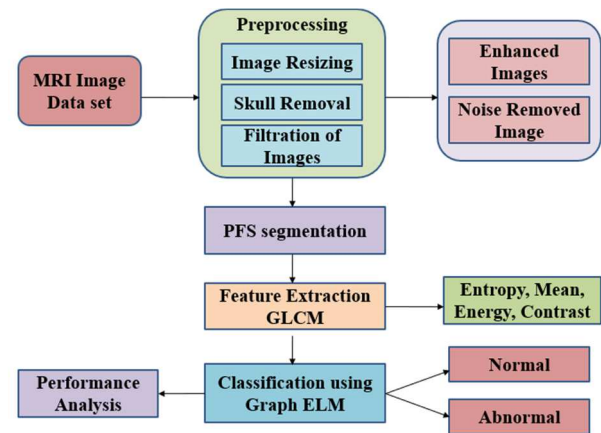 Preprocessing
MRI Image
Data set
Image Resizing
Skull Removal
Filtration of
Images
Enhanced
Images
Noise Removed
Image
PFS segmentation
Feature Extraction
GLCM
Entropy, Mean,
Energy, Contrast
Performance
Analysis
Classification using
Graph ELM
Normal
Abnormal